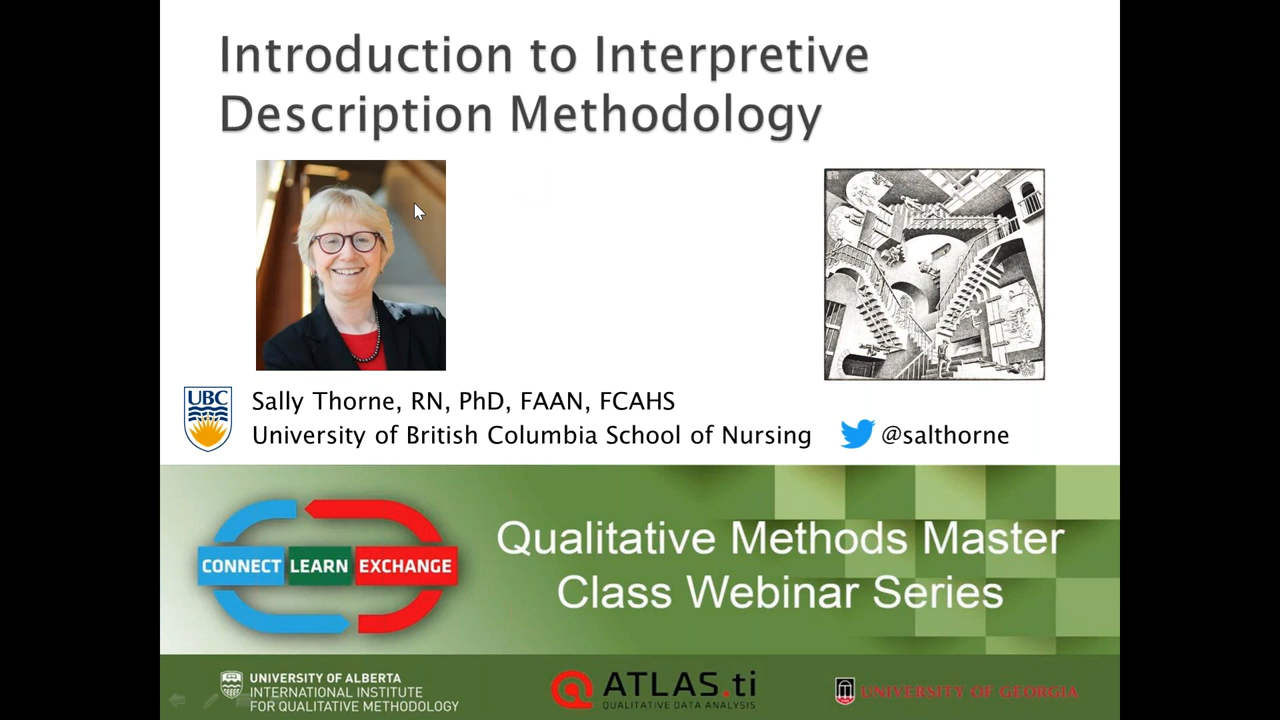 Introduction to Interpretive
Description Methodology
UBC
Sally Thorne, RN, PhD, FAAN, FCAHS
University of British Columbia School of Nursing
@salthorne
CONNECT LEARN EXCHANGE
Qualitative Methods Master
Class Webinar Series
UNIVERSITY OF ALBERTA
INTERNATIONAL INSTITUTE
FOR QUALITATIVE METHODOLOGY
ATLAS.ti
QUALITATIVE DATA ANALYSIS
UNIVERSITY OF GEORGIA